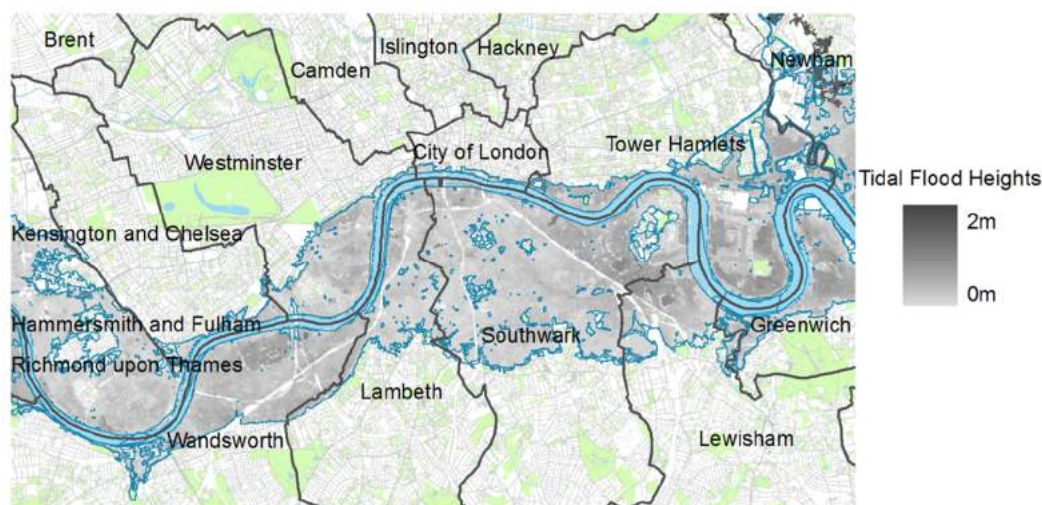 Brent
Islington
Hackney
Newham
Camden
Westminster
City of London
Tower Hamlets
Tidal Flood Heights
2m
0m
Kensington and Chelsea
Hammersmith and Fulham
Southwark
Greenwich
Richmond upon Thames
Lambeth
Wandsworth
Lewisham